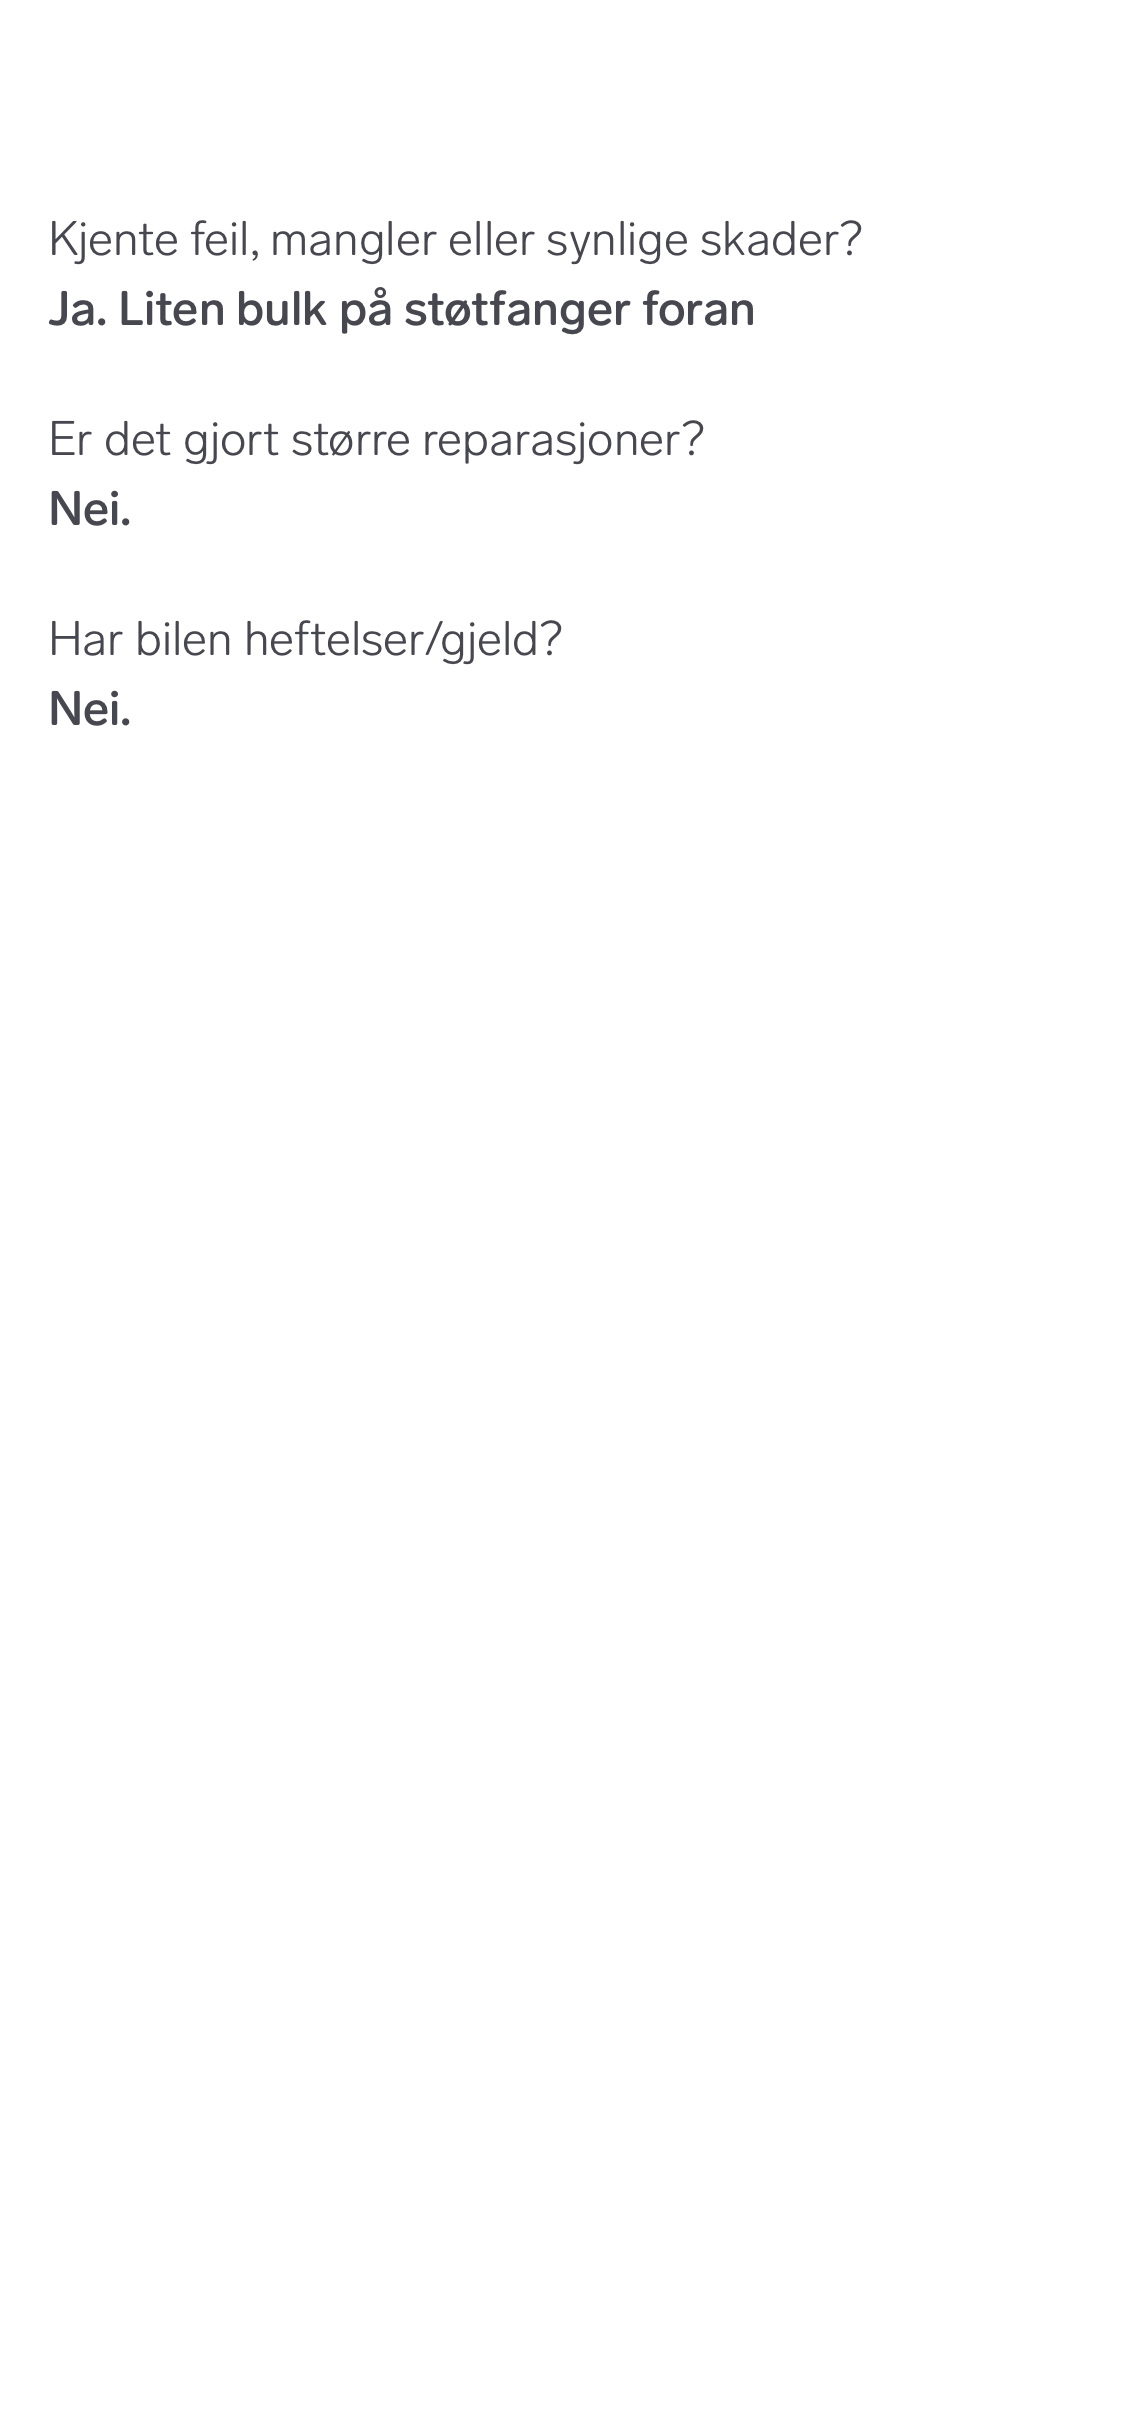 Kjente feil, mangler eller synlige skader?
Ja. Liten bulk på støtfanger foran
Er det gjort større reparasjoner?
Nei.
Har bilen heftelser/gjeld?
Nei.